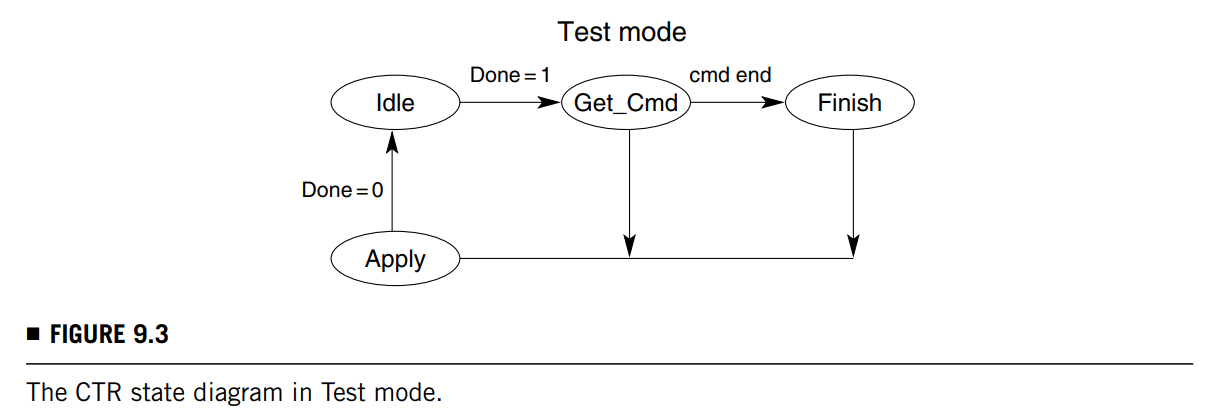 Test mode
Done = 1
cmd end
Idle
Get_Cmd
Finish
Done = 0
Apply
■ FIGURE 9.3
The CTR state diagram in Test mode.